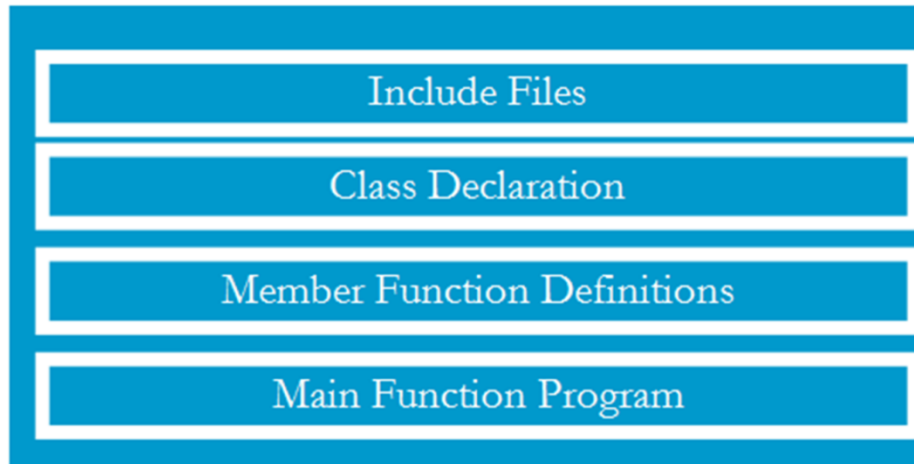 Include Files
Class Declaration
Member Function Definitions
Main Function Program